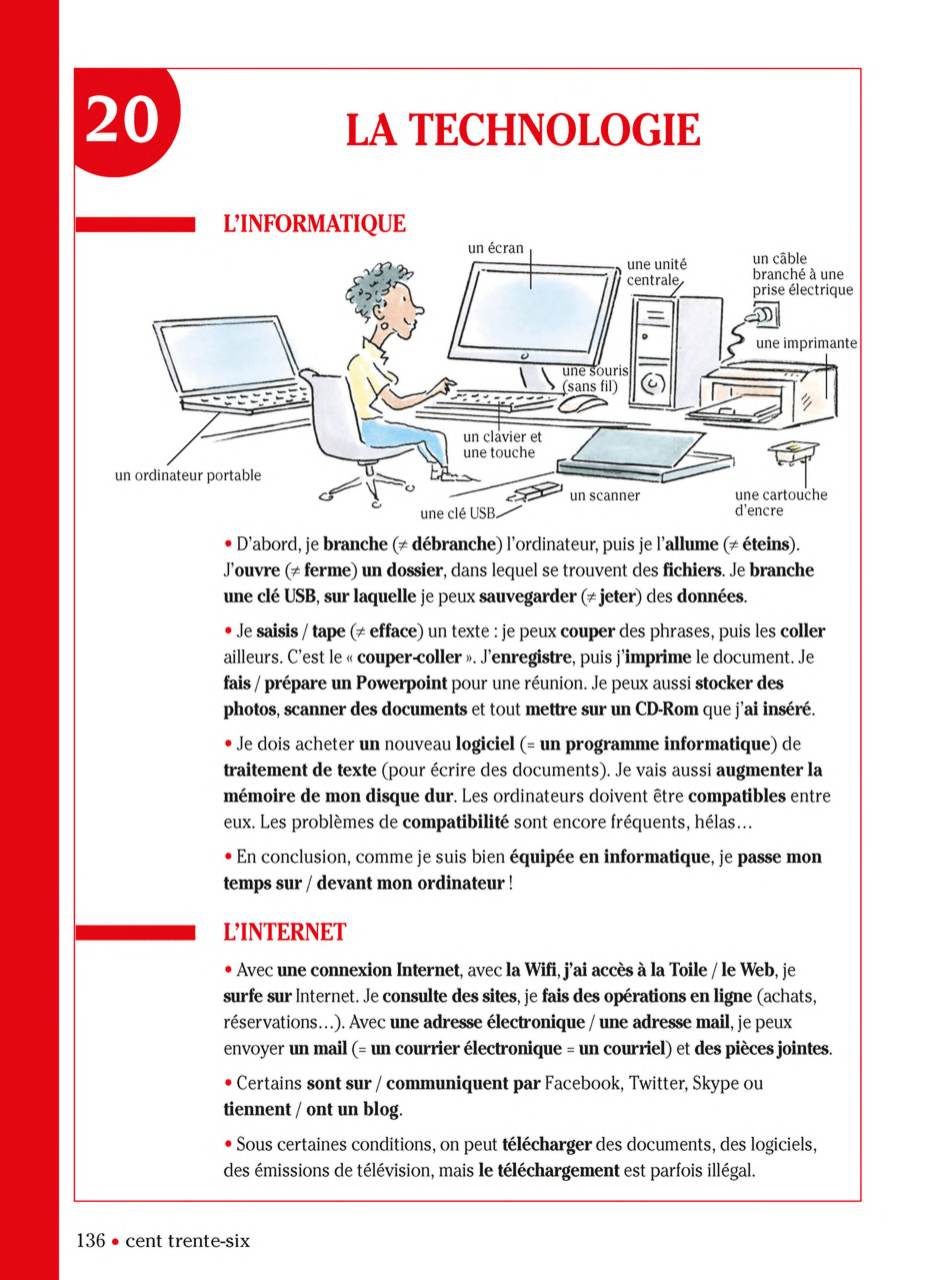 20
LA TECHNOLOGIE
L'INFORMATIQUE
un écran
une unité
centrale
un câble
branché à une
prise électrique
une imprimante
une souris
(sans fil)
un clavier et
une touche
un ordinateur portable
un scanner
une cartouche
d'encre
une clé USB
• D'abord, je branche (≠ débranche) l'ordinateur, puis je l'allume (≠ éteins).
J'ouvre (≠ ferme) un dossier, dans lequel se trouvent des fichiers. Je branche
une clé USB, sur laquelle je peux sauvegarder (≠ jeter) des données.
• Je saisis / tape (≠ efface) un texte : je peux couper des phrases, puis les coller
ailleurs. C'est le « couper-coller ». J'enregistre, puis j'imprime le document. Je
fais / prépare un Powerpoint pour une réunion. Je peux aussi stocker des
photos, scanner des documents et tout mettre sur un CD-Rom que j'ai inséré.
• Je dois acheter un nouveau logiciel (= un programme informatique) de
traitement de texte (pour écrire des documents). Je vais aussi augmenter la
mémoire de mon disque dur. Les ordinateurs doivent être compatibles entre
eux. Les problèmes de compatibilité sont encore fréquents, hélas…
• En conclusion, comme je suis bien équipée en informatique, je passe mon
temps sur / devant mon ordinateur !
L'INTERNET
• Avec une connexion Internet, avec la Wifi, j'ai accès à la Toile / le Web, je
surfe sur Internet. Je consulte des sites, je fais des opérations en ligne (achats,
réservations…). Avec une adresse électronique / une adresse mail, je peux
envoyer un mail (= un courrier électronique = un courriel) et des pièces jointes.
• Certains sont sur / communiquent par Facebook, Twitter, Skype ou
tiennent / ont un blog.
• Sous certaines conditions, on peut télécharger des documents, des logiciels,
des émissions de télévision, mais le téléchargement est parfois illégal.
136 • cent trente-six